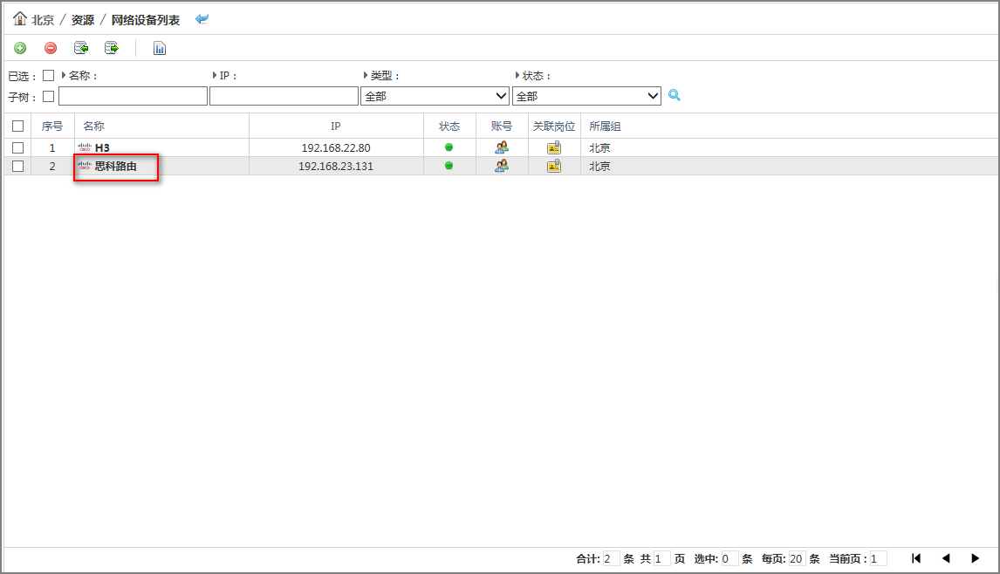 北京 / 资源 / 网络设备列表
已选： 名称： IP： 类型： 状态：
子树： 全部 全部
序号 名称 IP 状态 账号 关联岗位 所属组
1 CISCO H3 192.168.22.80 北京
2 CISCO 思科路由 192.168.23.131 北京
合计: 2 条 共 1 页 选中: 0 条 每页: 20 条 当前页: 1